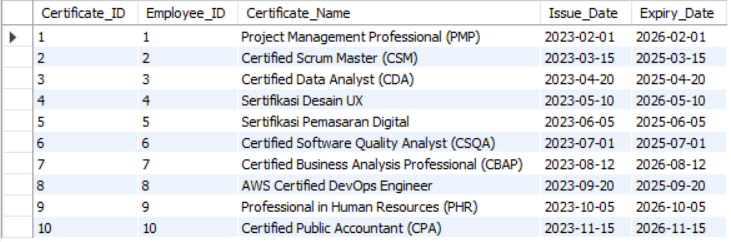 Certificate_ID Employee_ID Certificate_Name Issue_Date Expiry_Date
1 1 Project Management Professional (PMP) 2023-02-01 2026-02-01
2 2 Certified Scrum Master (CSM) 2023-03-15 2025-03-15
3 3 Certified Data Analyst (CDA) 2023-04-20 2025-04-20
4 4 Sertifikasi Desain UX 2023-05-10 2026-05-10
5 5 Sertifikasi Pemasaran Digital 2023-06-05 2025-06-05
6 6 Certified Software Quality Analyst (CSQA) 2023-07-01 2025-07-01
7 7 Certified Business Analysis Professional (CBAP) 2023-08-12 2026-08-12
8 8 AWS Certified DevOps Engineer 2023-09-20 2025-09-20
9 9 Professional in Human Resources (PHR) 2023-10-05 2026-10-05
10 10 Certified Public Accountant (CPA) 2023-11-15 2026-11-15